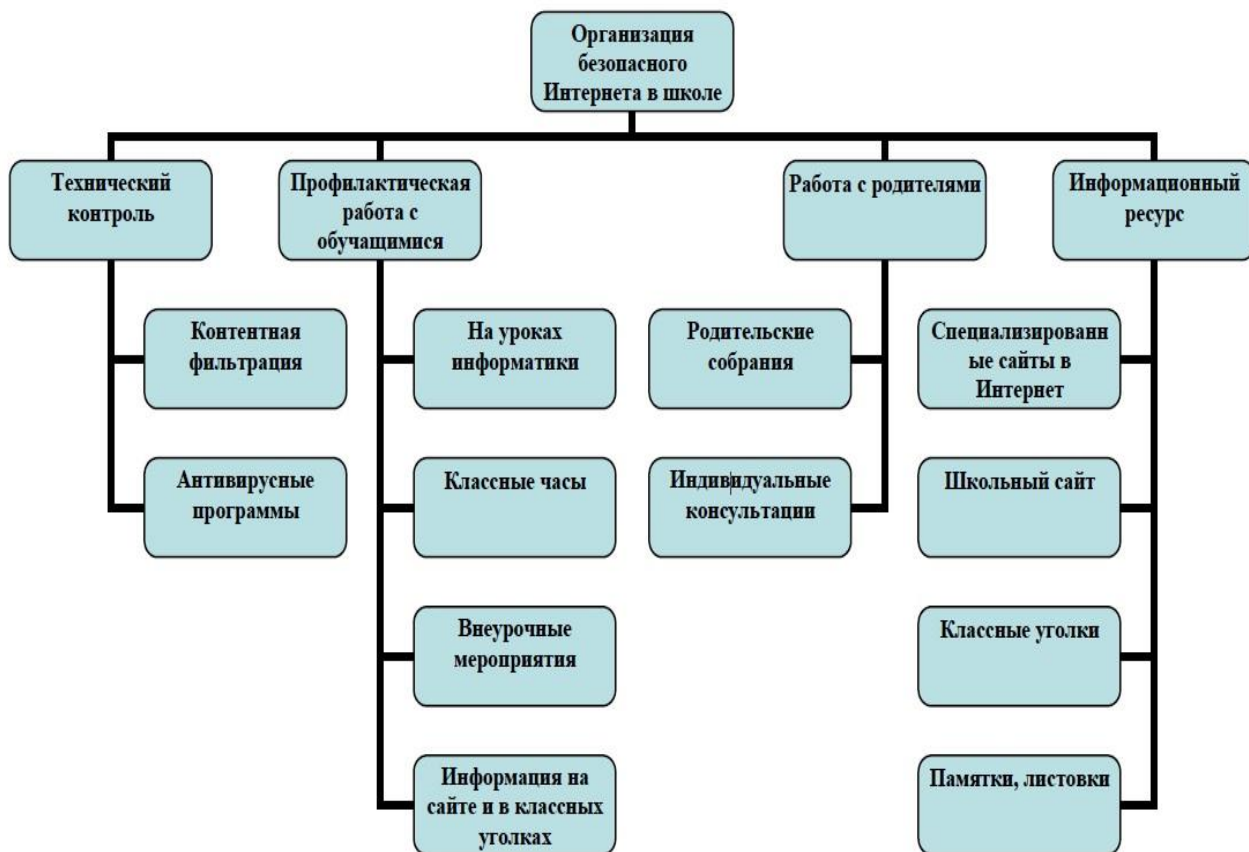 Организация
безопасного
Интернета в школе
Технический
контроль
Профилактическая
работа с
обучащимися
Работа с родителями
Информационный
ресурс
Контентная
фильтрация
На уроках
информатики
Родительские
собрания
Специализированн
ые сайты в
Интернет
Антивирусные
программы
Классные часы
Индивидуальные
консультации
Школьный сайт
Внеурочные
мероприятия
Классные уголки
Информация на
сайте и в классных
уголках
Памятки, листовки